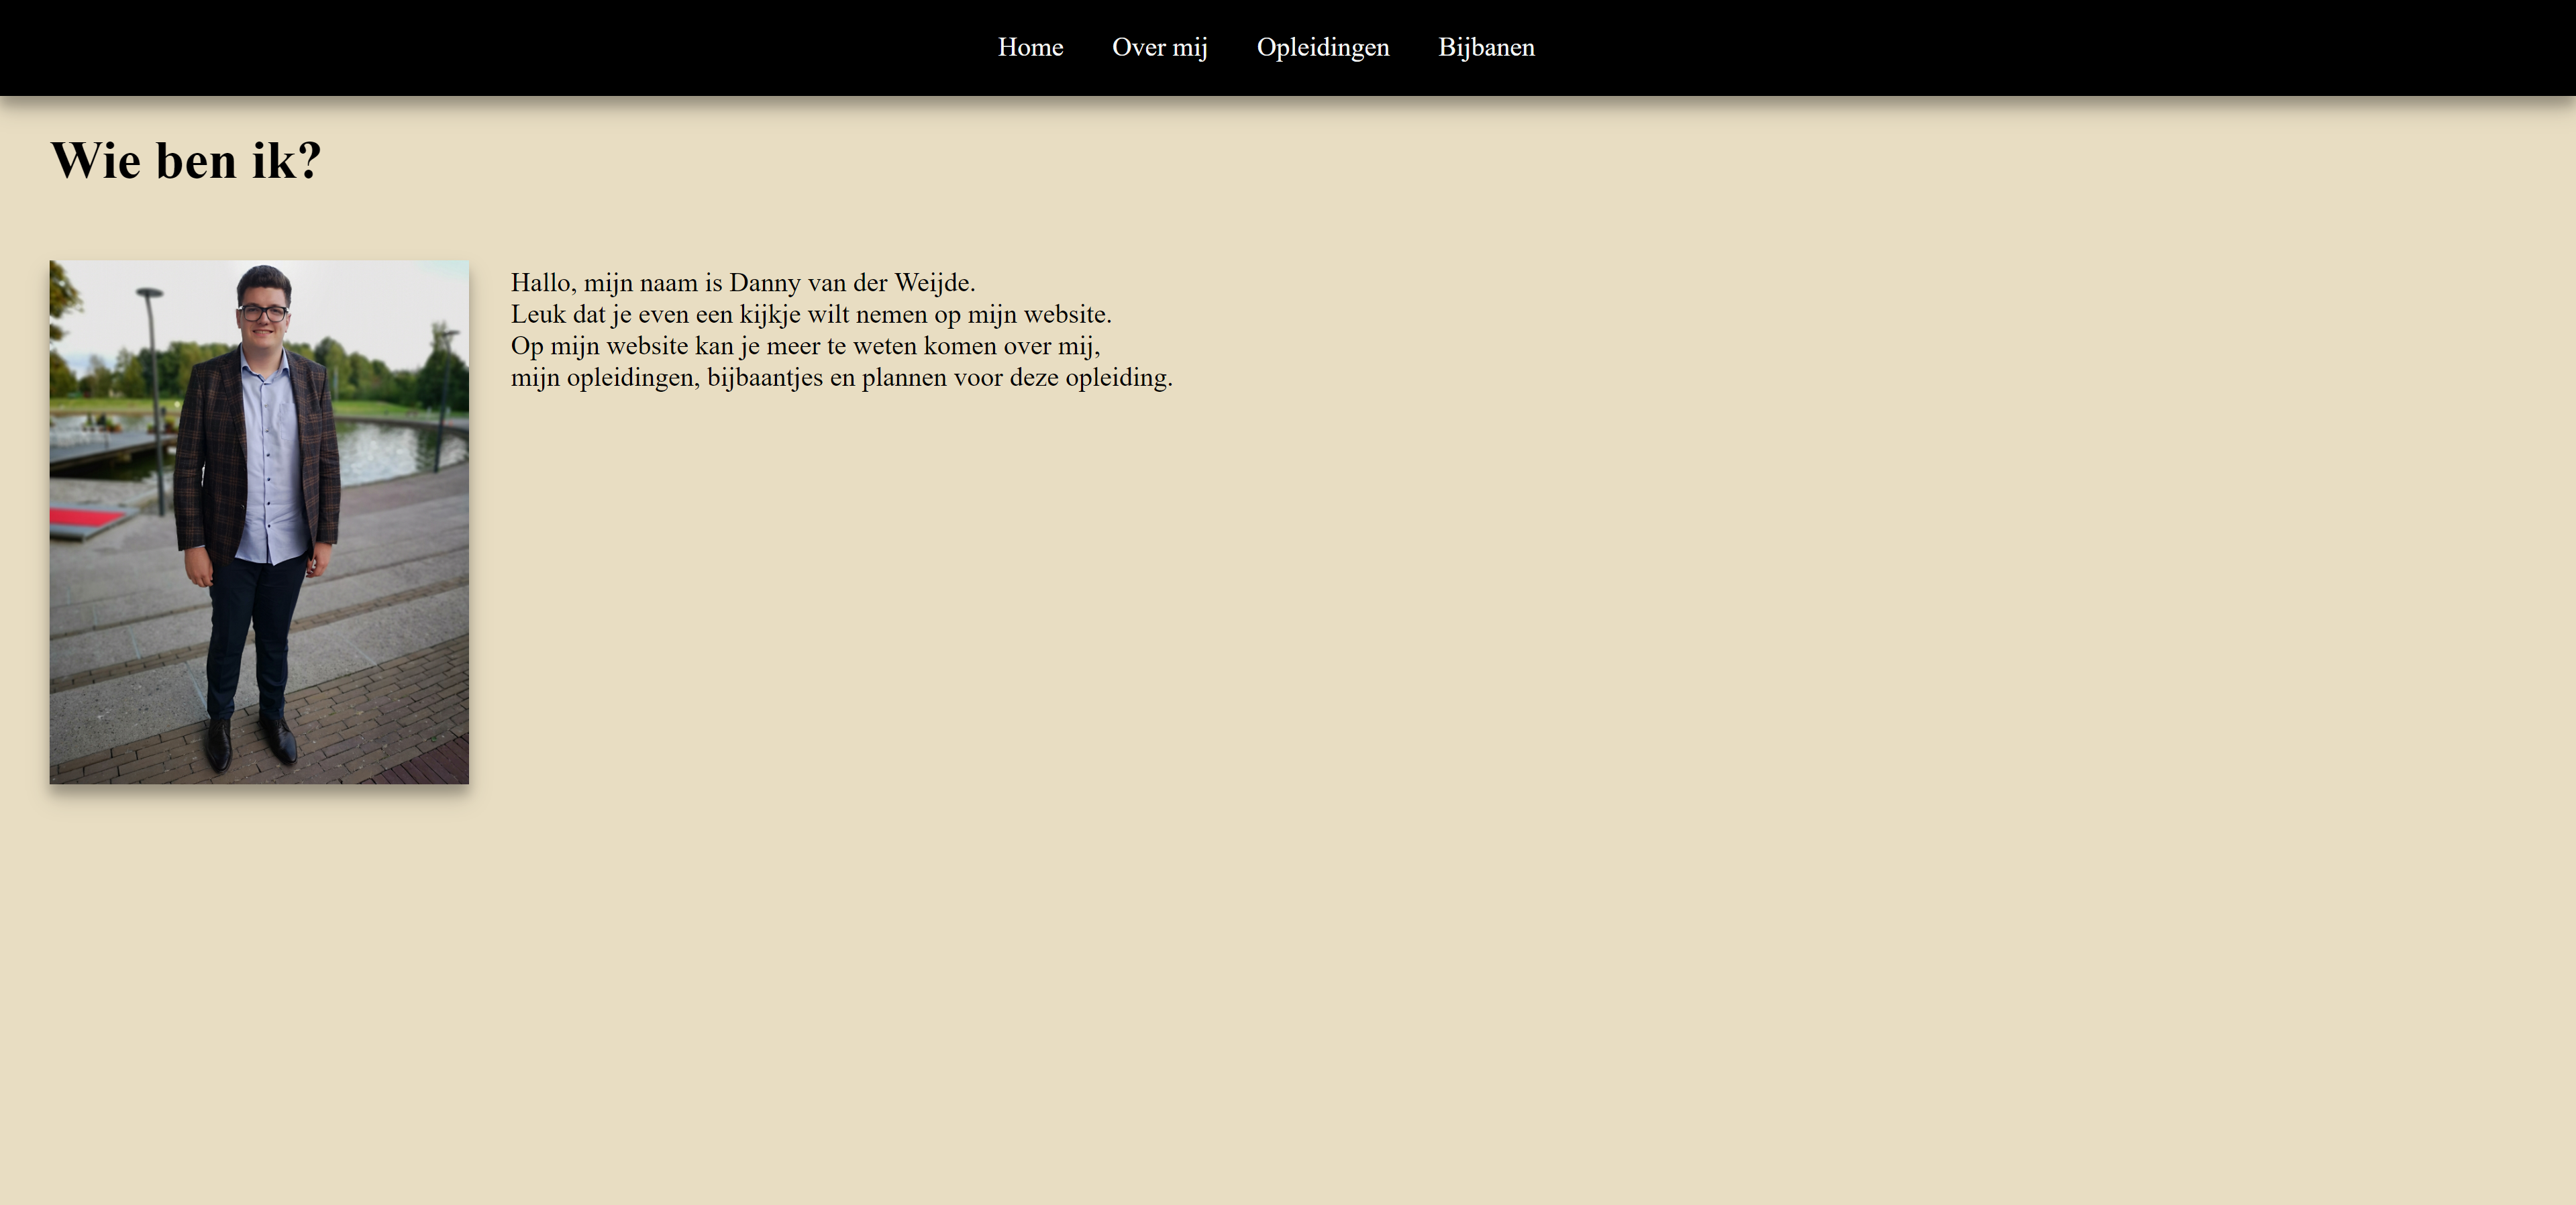 Home Over mij Opleidingen Bijbanen
Wie ben ik?
Hallo, mijn naam is Danny van der Weijde.
Leuk dat je even een kijkje wilt nemen op mijn website.
Op mijn website kan je meer te weten komen over mij,
mijn opleidingen, bijbaantjes en plannen voor deze opleiding.